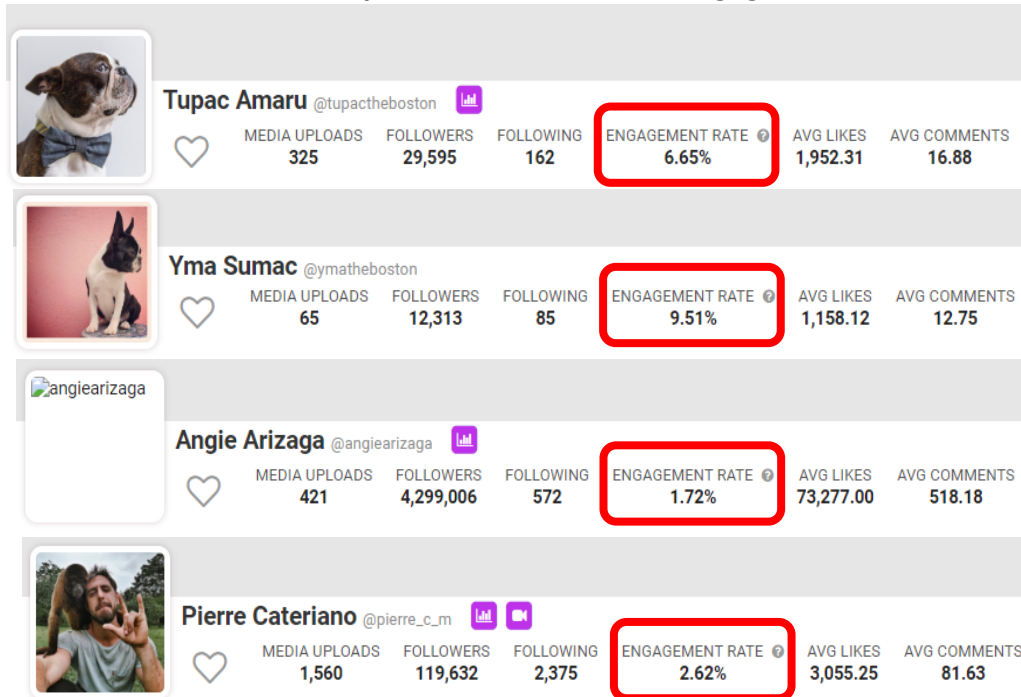 Tupac Amaru @tupactheboston
MEDIA UPLOADS FOLLOWERS FOLLOWING ENGAGEMENT RATE AVG LIKES AVG COMMENTS
325 29,595 162 6.65% 1,952.31 16.88
Yma Sumac @ymatheboston
MEDIA UPLOADS FOLLOWERS FOLLOWING ENGAGEMENT RATE AVG LIKES AVG COMMENTS
65 12,313 85 9.51% 1,158.12 12.75
angiearizaga
Angie Arizaga @angiearizaga
MEDIA UPLOADS FOLLOWERS FOLLOWING ENGAGEMENT RATE AVG LIKES AVG COMMENTS
421 4,299,006 572 1.72% 73,277.00 518.18
Pierre Cateriano @pierre_c_m
MEDIA UPLOADS FOLLOWERS FOLLOWING ENGAGEMENT RATE AVG LIKES AVG COMMENTS
1,560 119,632 2,375 2.62% 3,055.25 81.63